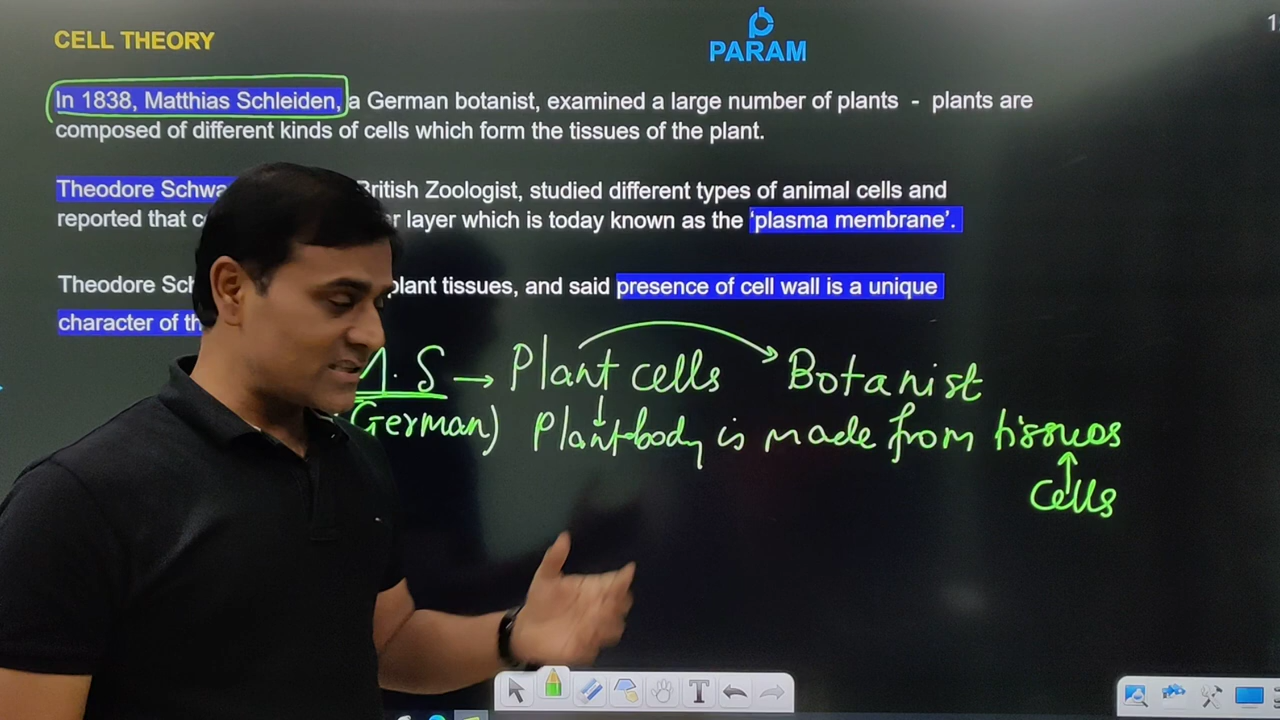 CELL THEORY
PARAM
In 1838, Matthias Schleiden, a German botanist, examined a large number of plants - plants are
composed of different kinds of cells which form the tissues of the plant.
Theodore Schwa British Zoologist, studied different types of animal cells and
reported that layer which is today known as the ‘plasma membrane’.
Theodore Sch plant tissues, and said presence of cell wall is a unique
character of th
M.S → Plant cells → Botanist
(German) Plant body is made from tissues
cells
T